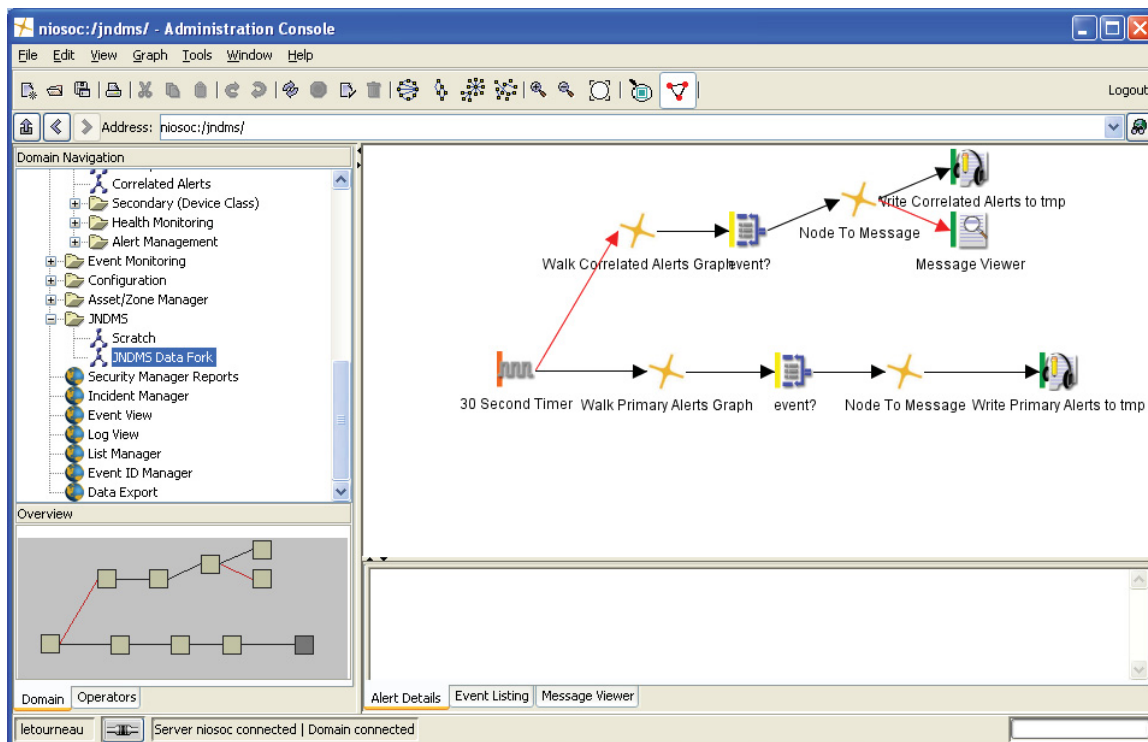 niosoc:/jndms/ - Administration Console
File Edit View Graph Tools Window Help
Logout
Address: niosoc:/jndms/
Domain Navigation
Correlated Alerts
Secondary (Device Class)
Health Monitoring
Alert Management
Event Monitoring
Configuration
Asset/Zone Manager
JNDMS
Scratch
JNDMS Data Fork
Security Manager Reports
Incident Manager
Event View
Log View
List Manager
Event ID Manager
Data Export
Overview
Domain Operators
Write Correlated Alerts to tmp
Node To Message
Walk Correlated Alerts Graph event?
Message Viewer
30 Second Timer Walk Primary Alerts Graph event? Node To Message Write Primary Alerts to tmp
Alert Details Event Listing Message Viewer
letourneau Server niosoc connected | Domain connected